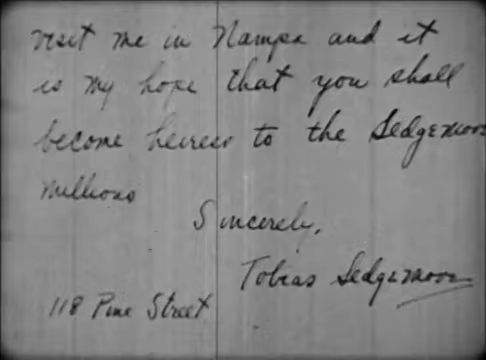 visit me in Nampa and it
is my hope that you shall
become heiress to the Sedgemoor
millions
Sincerely,
Tobias Sedgemoor
118 Pine Street